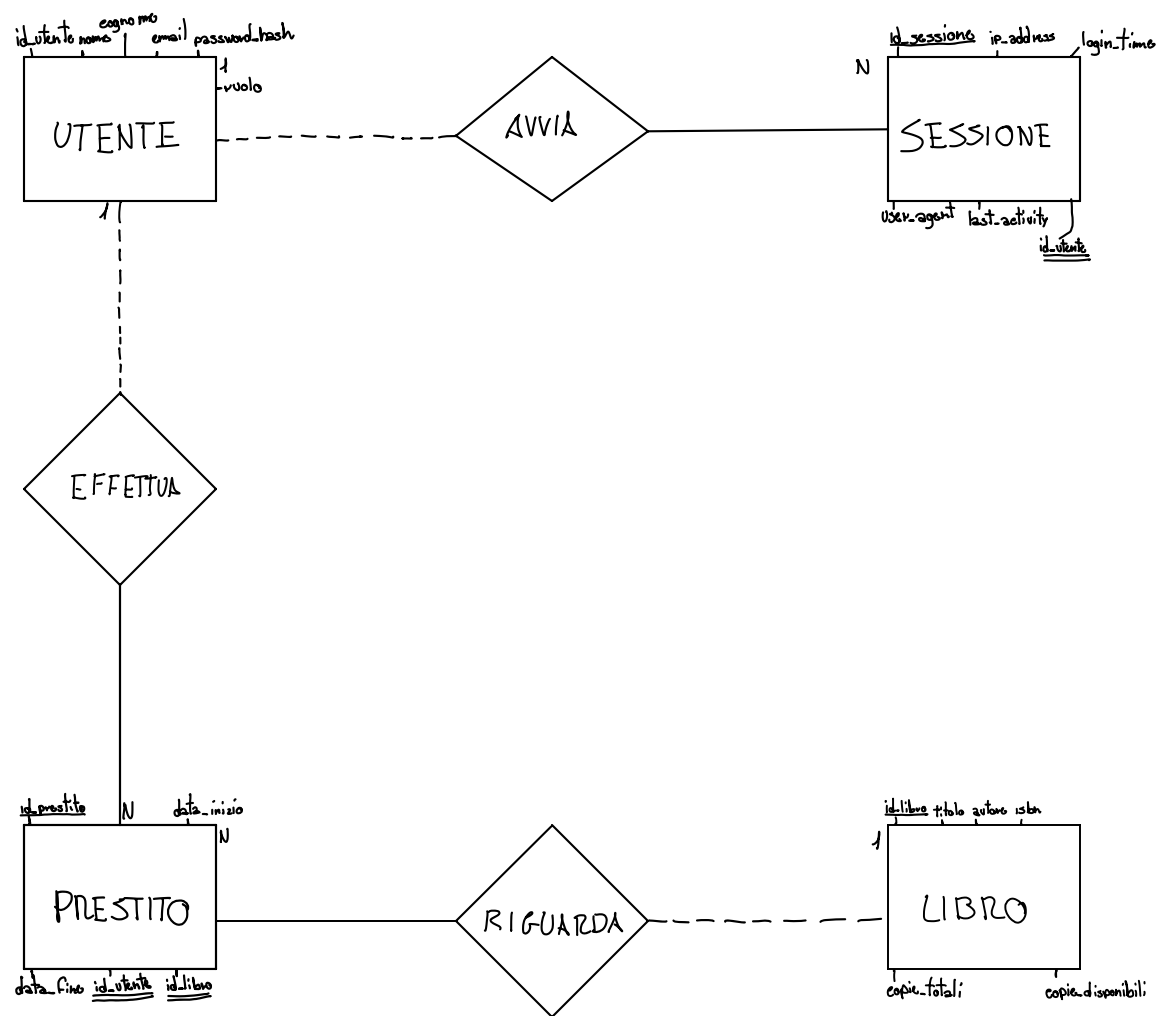 cognome
id_utente nome email password_hash
1
ruolo
UTENTE
1
AVVIA
id_sessione ip_address login_time
N
SESSIONE
user_agent last_activity
id_utente
EFFETTUA
id_prestito N data_inizio
N
PRESTITO
data_fine id_utente id_libro
RIGUARDA
id_libro titolo autore isbn
1
LIBRO
copie_totali copie_disponibili